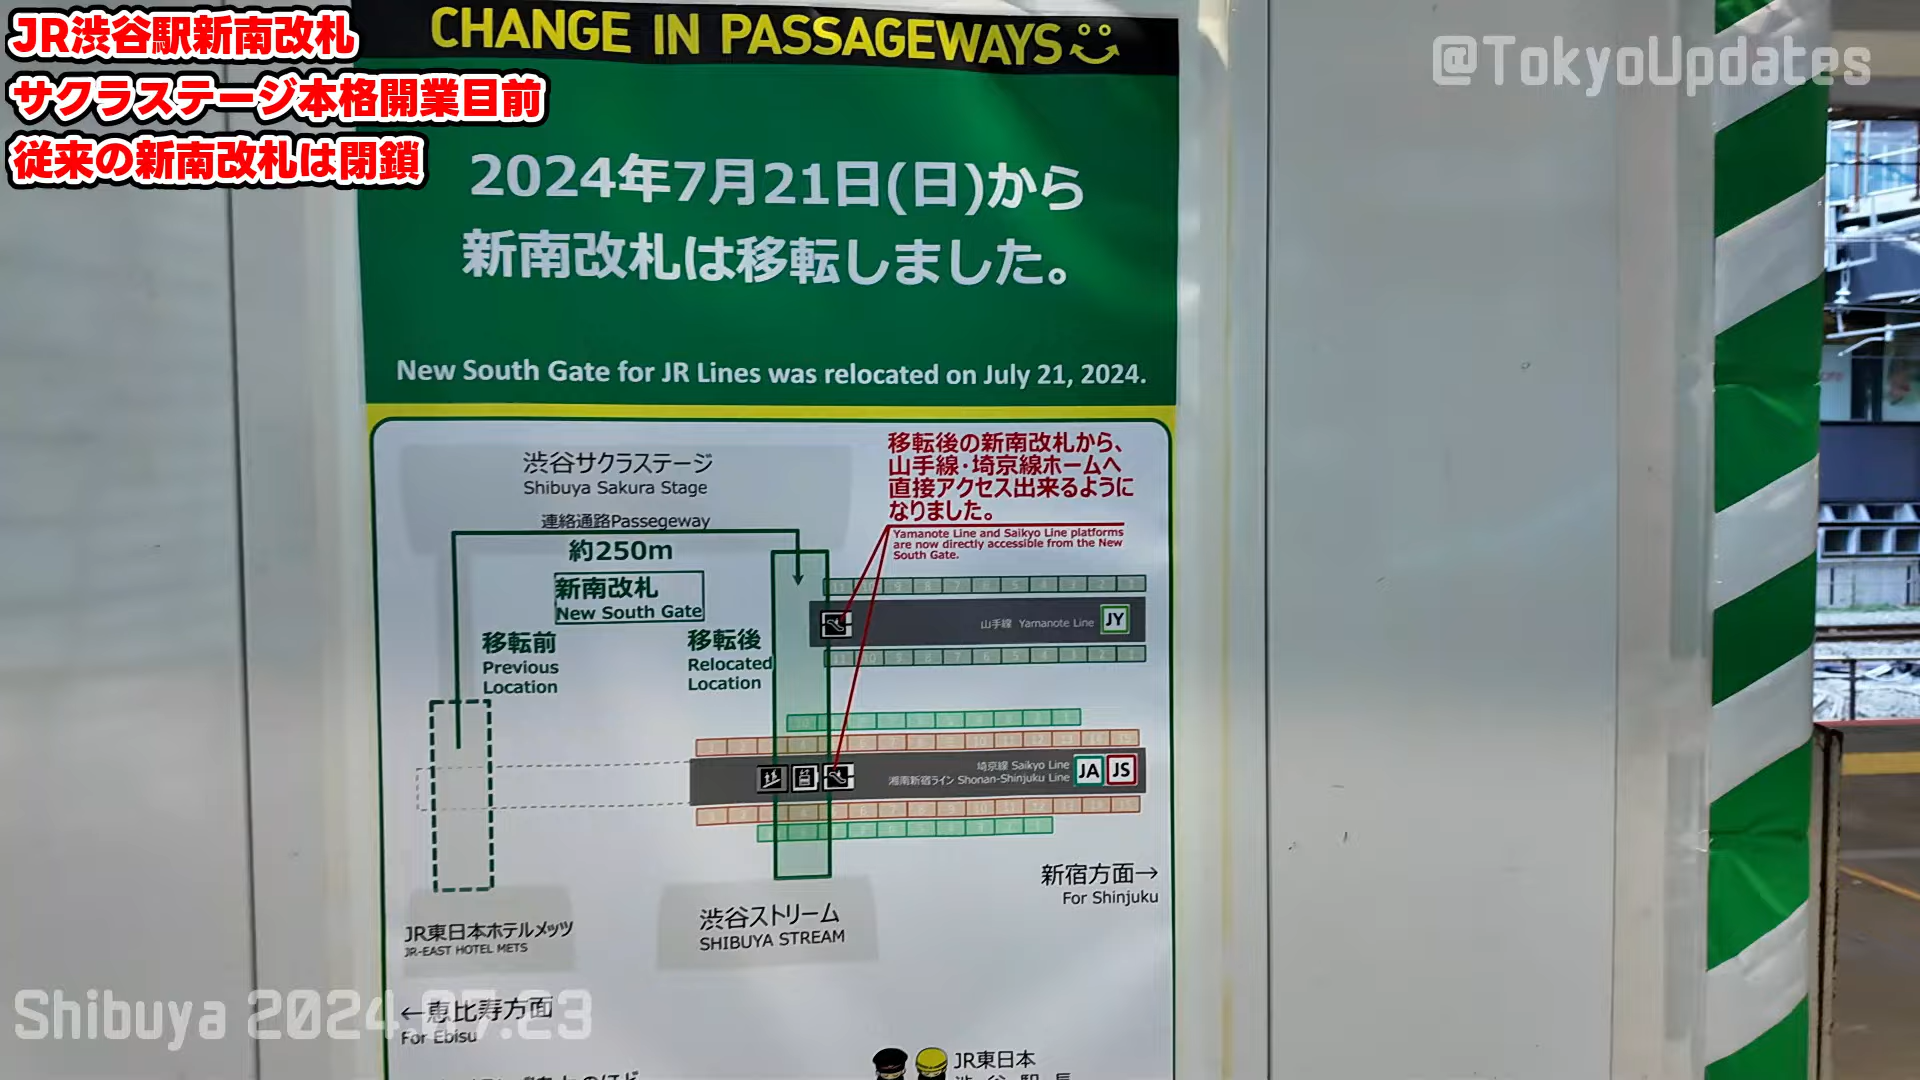 JR渋谷駅新南改札
サクラステージ本格開業目前
従来の新南改札は閉鎖
@TokyoUpdates
CHANGE IN PASSAGEWAYS
2024年7月21日(日)から
新南改札は移転しました。
New South Gate for JR Lines was relocated on July 21, 2024.
渋谷サクラステージ
Shibuya Sakura Stage
連絡通路Passegeway
約250m
新南改札
New South Gate
移転前
Previous
Location
移転後
Relocated
Location
移転後の新南改札から、
山手線・埼京線ホームへ
直接アクセス出来るように
なりました。
Yamanote Line and Saikyo Line platforms
are now directly accessible from the New
South Gate.
山手線 Yamanote Line JY
埼京線 Saikyo Line
湘南新宿ライン Shonan-Shinjuku Line
JA JS
新宿方面→
For Shinjuku
JR東日本ホテルメッツ
JR-EAST HOTEL METS
渋谷ストリーム
SHIBUYA STREAM
←恵比寿方面
For Ebisu
JR東日本
Shibuya 2024.07.23